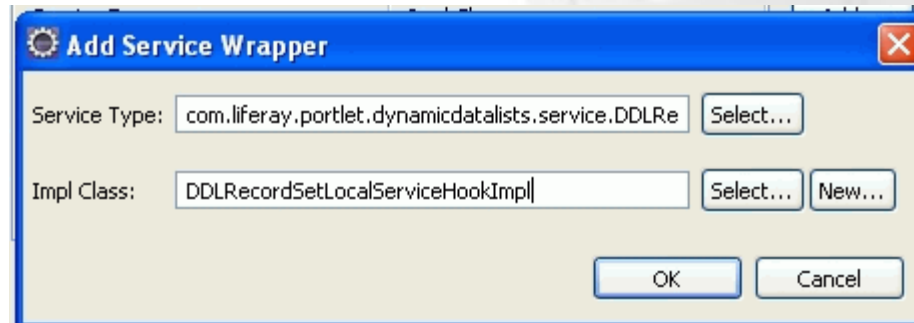 Add Service Wrapper
Service Type: com.liferay.portlet.dynamicdatalists.service.DDLRe Select...
Impl Class: DDLRecordSetLocalServiceHookImpl Select... New...
OK Cancel